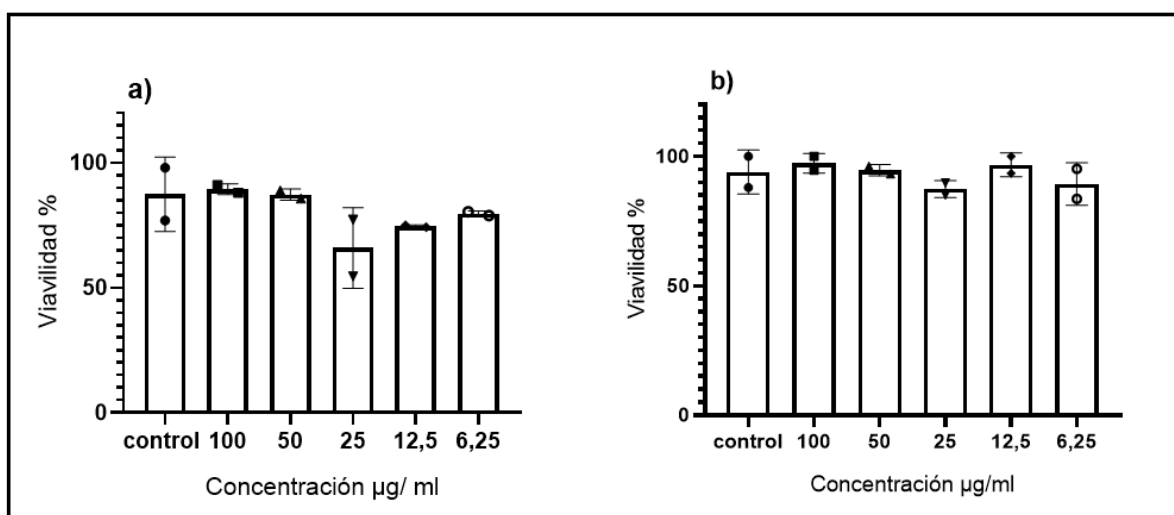 a)
Viavilidad %
100
50
0
control 100 50 25 12,5 6,25
Concentración µg/ ml
b)
Viavilidad %
100
50
0
control 100 50 25 12,5 6,25
Concentración µg/ml